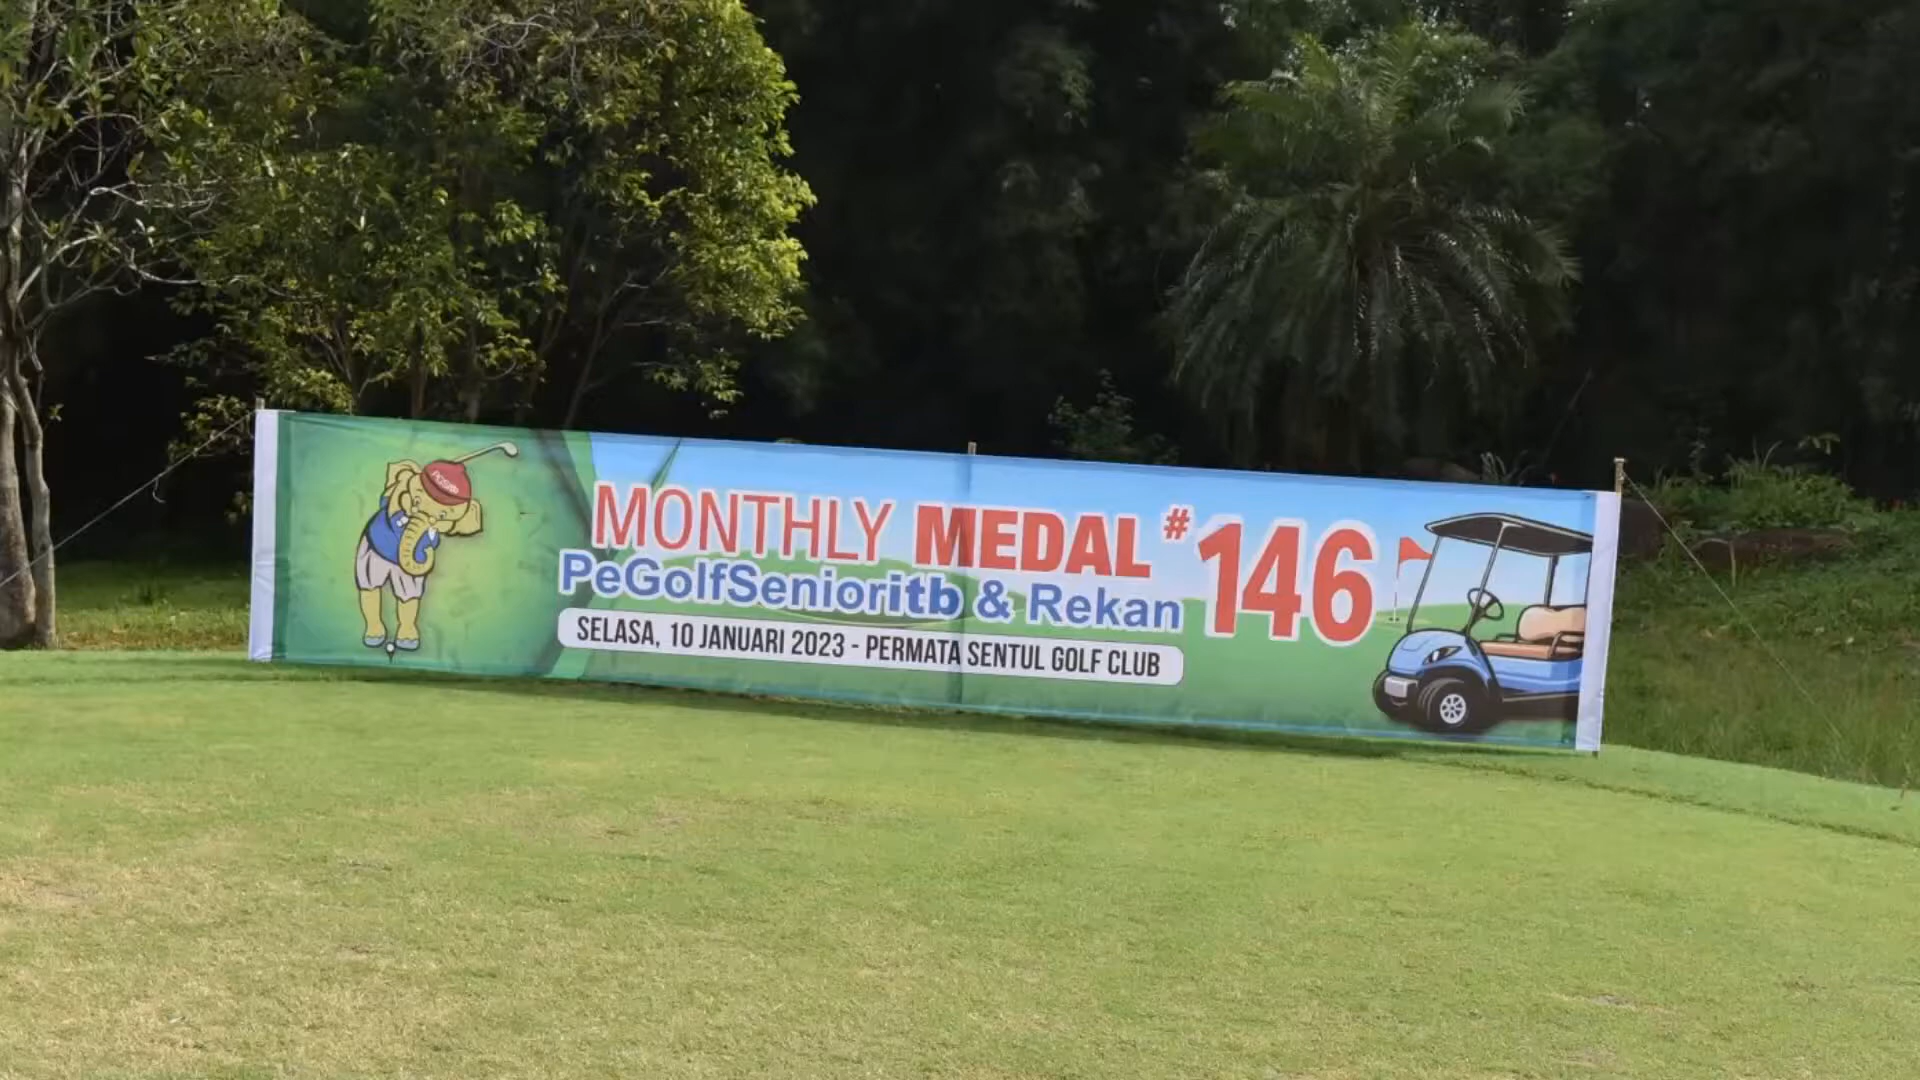 MONTHLY MEDAL #146
PeGolfSenioritb & Rekan
SELASA, 10 JANUARI 2023 - PERMATA SENTUL GOLF CLUB